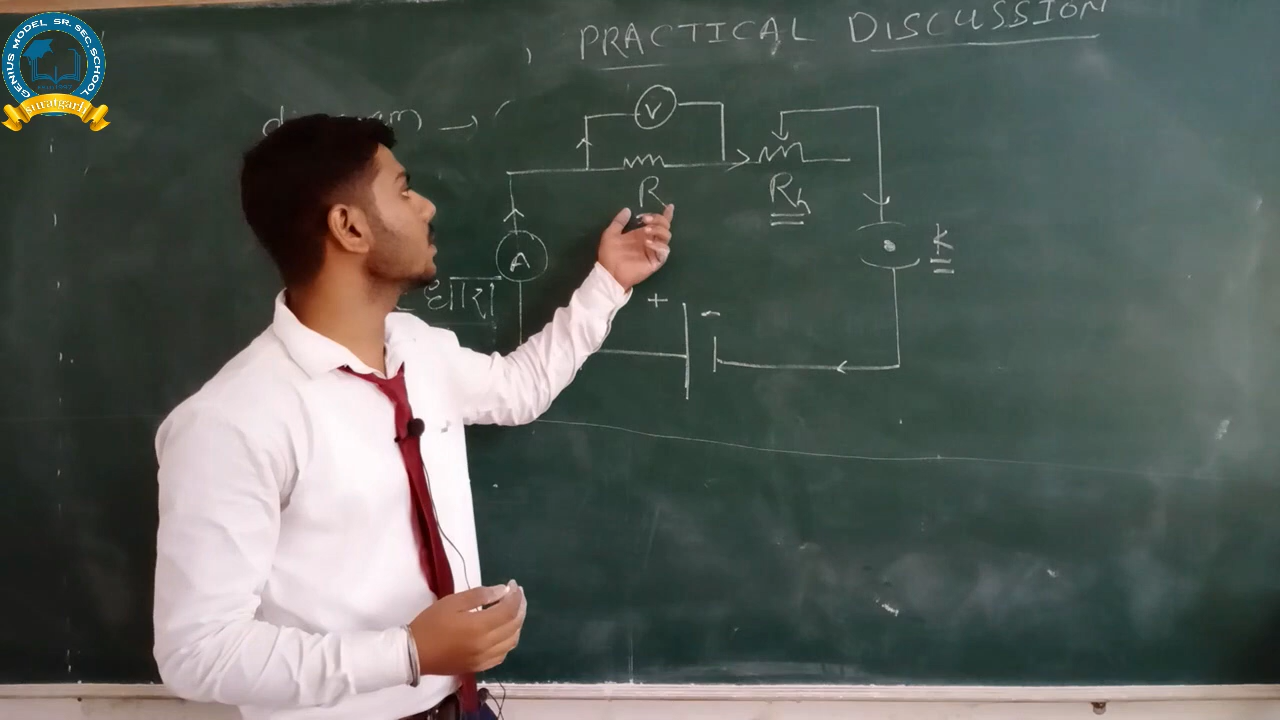 GENIUS MODEL SR. SEC. SCHOOL
suratgarh
PRACTICAL DISCUSSION
V
R
Rh
A
K
धारा
+ -